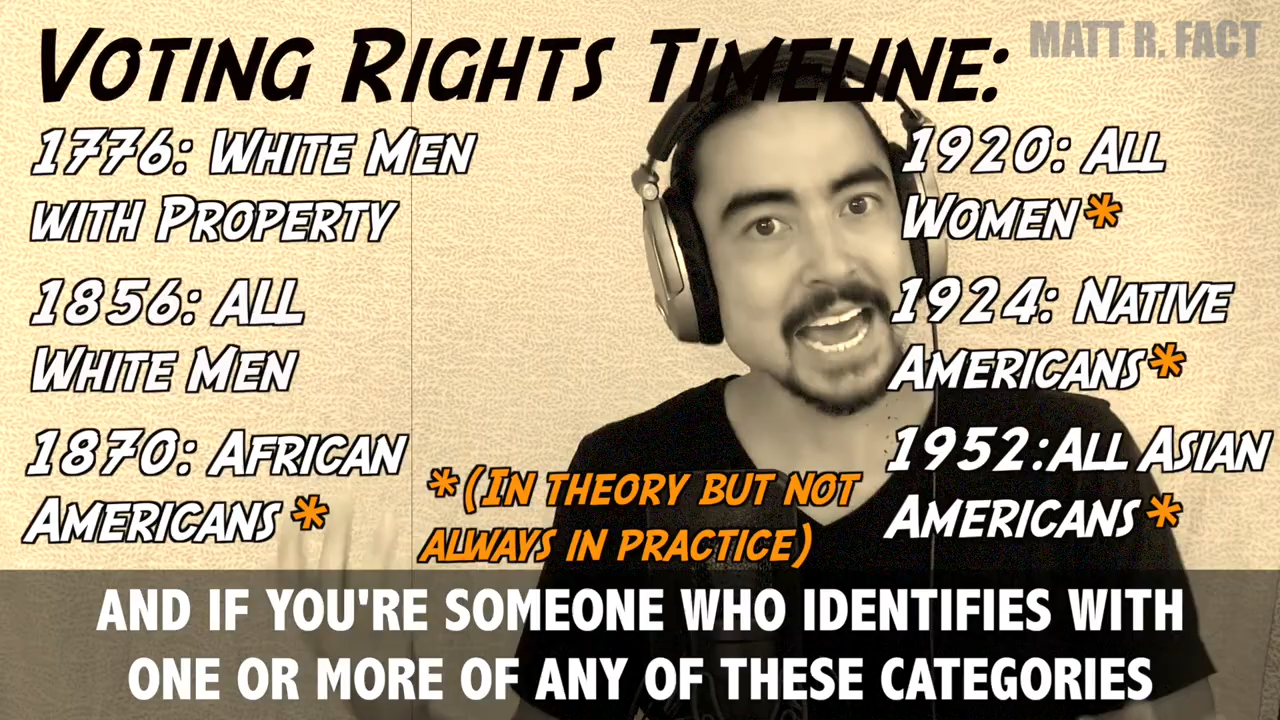 VOTING RIGHTS TIMELINE:
MATT R. FACT
1776: WHITE MEN
WITH PROPERTY
1856: ALL
WHITE MEN
1870: AFRICAN
AMERICANS *
1920: ALL
WOMEN *
1924: NATIVE
AMERICANS *
1952: ALL ASIAN
AMERICANS *
* (IN THEORY BUT NOT
ALWAYS IN PRACTICE)
AND IF YOU'RE SOMEONE WHO IDENTIFIES WITH
ONE OR MORE OF ANY OF THESE CATEGORIES